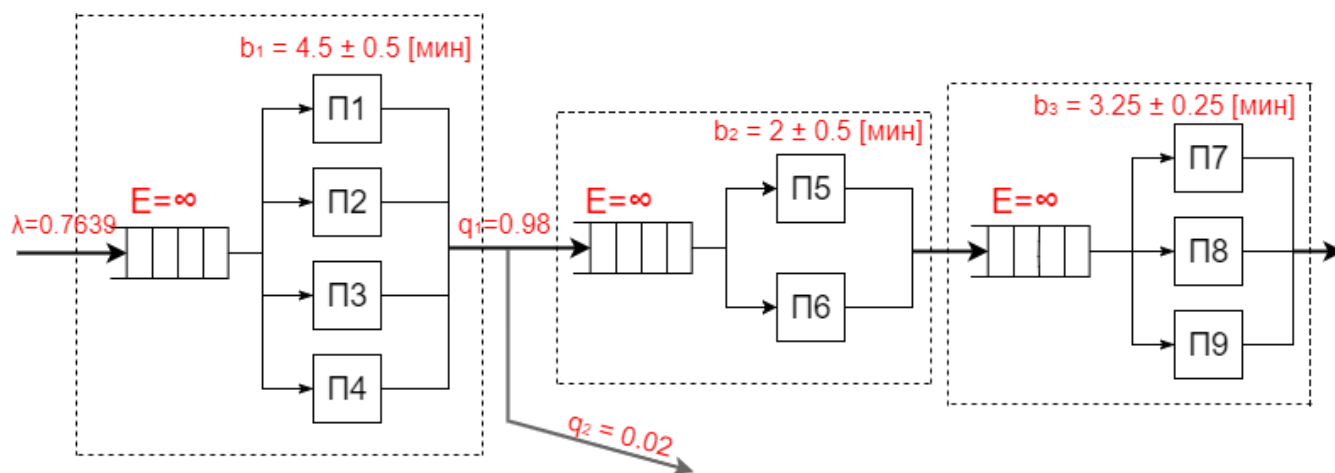 b₁ = 4.5 ± 0.5 [мин]
П1
П2
П3
П4
E=∞
λ=0.7639
q₁=0.98
q₂ = 0.02
b₂ = 2 ± 0.5 [мин]
E=∞
П5
П6
b₃ = 3.25 ± 0.25 [мин]
E=∞
П7
П8
П9